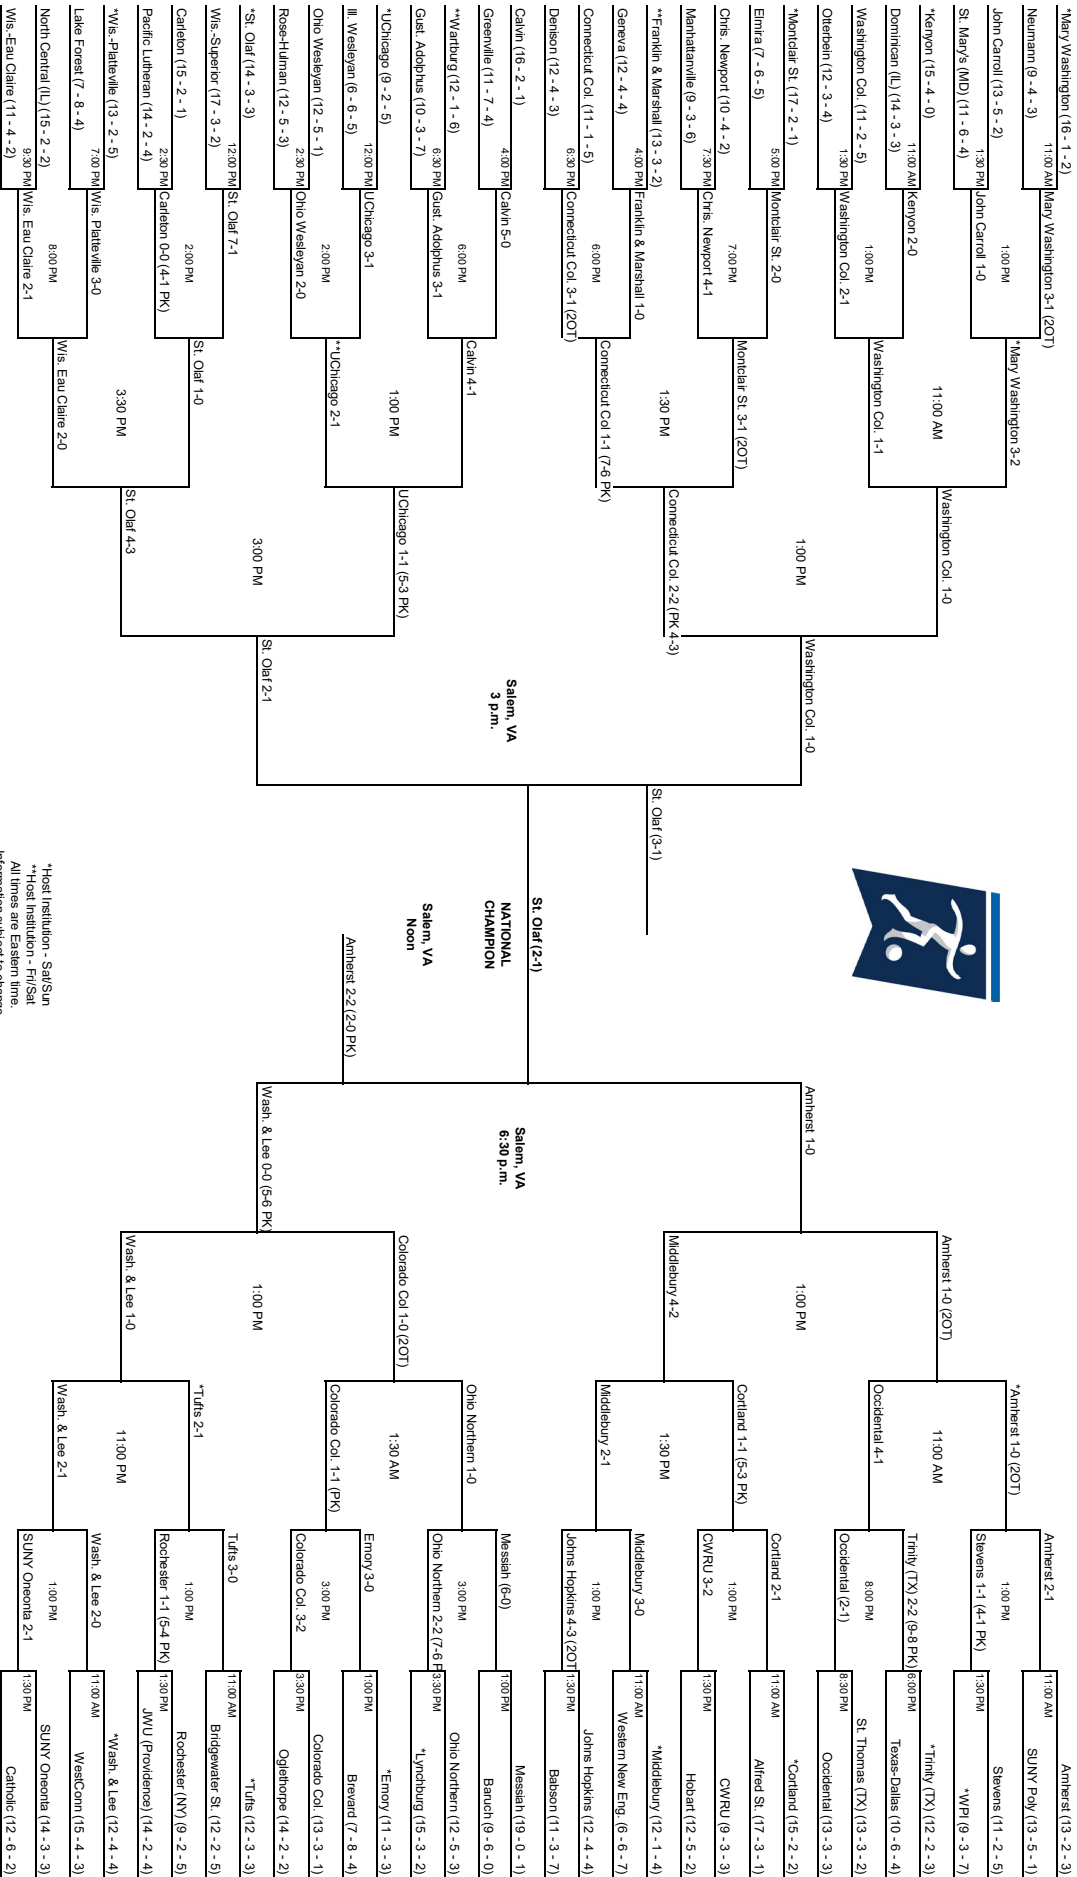 *Mary Washington (16 - 1 - 2)
11:00 AM
Neumann (9 - 4 - 3)
John Carroll (13 - 5 - 2)
1:30 PM
St. Mary's (MD) (11 - 6 - 4)
*Kenyon (15 - 4 - 0)
11:00 AM
Dominican (IL) (14 - 3 - 3)
Washington Col. (11 - 2 - 5)
1:30 PM
Otterbein (12 - 3 - 4)
*Montclair St. (17 - 2 - 1)
5:00 PM
Elmira (7 - 6 - 5)
Chris. Newport (10 - 4 - 2)
7:30 PM
Manhattanville (9 - 3 - 6)
**Franklin & Marshall (13 - 3 - 2)
4:00 PM
Geneva (12 - 4 - 4)
Connecticut Col. (11 - 1 - 5)
6:30 PM
Denison (12 - 4 - 3)
Calvin (16 - 2 - 1)
4:00 PM
Greenville (11 - 7 - 4)
**Wartburg (12 - 1 - 6)
6:30 PM
Gust. Adolphus (10 - 3 - 7)
*UChicago (9 - 2 - 5)
12:00 PM
Ill. Wesleyan (6 - 6 - 5)
Ohio Wesleyan (12 - 5 - 1)
2:30 PM
Rose-Hulman (12 - 5 - 3)
*St. Olaf (14 - 3 - 3)
12:00 PM
Wis.-Superior (17 - 3 - 2)
Carleton (15 - 2 - 1)
2:30 PM
Pacific Lutheran (14 - 2 - 4)
*Wis.-Platteville (13 - 2 - 5)
7:00 PM
Lake Forest (7 - 8 - 4)
North Central (IL) (15 - 2 - 2)
9:30 PM
Wis.-Eau Claire (11 - 4 - 2)
Mary Washington 3-1 (2OT)
1:00 PM
John Carroll 1-0
Kenyon 2-0
1:00 PM
Washington Col. 2-1
Montclair St. 2-0
7:00 PM
Chris. Newport 4-1
Franklin & Marshall 1-0
6:00 PM
Connecticut Col. 3-1 (2OT)
Calvin 5-0
6:00 PM
Gust. Adolphus 3-1
UChicago 3-1
2:00 PM
Ohio Wesleyan 2-0
St. Olaf 7-1
2:00 PM
Carleton 0-0 (4-1 PK)
Wis. Platteville 3-0
8:00 PM
Wis. Eau Claire 2-1
*Mary Washington 3-2
11:00 AM
Washington Col. 1-1
Montclair St. 3-1 (2OT)
1:30 PM
Connecticut Col 1-1 (7-6 PK)
Calvin 4-1
1:00 PM
**UChicago 2-1
St. Olaf 1-0
3:30 PM
Wis. Eau Claire 2-0
Washington Col. 1-0
1:00 PM
Connecticut Col. 2-2 (PK 4-3)
UChicago 1-1 (5-3 PK)
3:00 PM
St. Olaf 4-3
Washington Col. 1-0
Salem, VA
3 p.m.
St. Olaf 2-1
St. Olaf (3-1)
St. Olaf (2-1)
NATIONAL
CHAMPION
Salem, VA
Noon
Amherst 2-2 (2-0 PK)
*Host Institution - Sat/Sun
**Host Institution - Fri/Sat
All times are Eastern time.
Amherst 1-0
Salem, VA
6:30 p.m.
Wash. & Lee 0-0 (5-6 PK)
Amherst 1-0 (2OT)
1:00 PM
Middlebury 4-2
Colorado Col 1-0 (2OT)
1:00 PM
Wash. & Lee 1-0
*Amherst 1-0 (2OT)
11:00 AM
Occidental 4-1
Cortland 1-1 (5-3 PK)
1:30 PM
Middlebury 2-1
Ohio Northern 1-0
1:30 AM
Colorado Col. 1-1 (PK)
*Tufts 2-1
11:00 PM
Wash. & Lee 2-1
Amherst 2-1
1:00 PM
Stevens 1-1 (4-1 PK)
Trinity (TX) 2-2 (9-8 PK)
8:00 PM
Occidental (2-1)
Cortland 2-1
1:00 PM
CWRU 3-2
Middlebury 3-0
1:00 PM
Johns Hopkins 4-3 (2OT
Messiah (6-0)
3:00 PM
Ohio Northern 2-2 (7-6 P
Emory 3-0
3:00 PM
Colorado Col. 3-2
Tufts 3-0
1:00 PM
Rochester 1-1 (5-4 PK)
Wash. & Lee 2-0
1:00 PM
SUNY Oneonta 2-1
Amherst (13 - 2 - 3)
11:00 AM
SUNY Poly (13 - 5 - 1)
Stevens (11 - 2 - 5)
1:30 PM
*WPI (9 - 3 - 7)
*Trinity (TX) (12 - 2 - 3)
6:00 PM
Texas-Dallas (10 - 6 - 4)
St. Thomas (TX) (13 - 3 - 2)
8:30 PM
Occidental (13 - 3 - 3)
*Cortland (15 - 2 - 2)
11:00 AM
Alfred St. (17 - 3 - 1)
CWRU (9 - 3 - 3)
1:30 PM
Hobart (12 - 5 - 2)
*Middlebury (12 - 1 - 4)
11:00 AM
Western New Eng. (6 - 6 - 7)
Johns Hopkins (12 - 4 - 4)
1:30 PM
Babson (11 - 3 - 7)
Messiah (19 - 0 - 1)
1:00 PM
Baruch (9 - 6 - 0)
Ohio Northern (12 - 5 - 3)
3:30 PM
*Lynchburg (15 - 3 - 2)
*Emory (11 - 3 - 3)
1:00 PM
Brevard (7 - 8 - 4)
Colorado Col. (13 - 3 - 1)
3:30 PM
Oglethorpe (14 - 2 - 2)
*Tufts (12 - 3 - 3)
11:00 AM
Bridgewater St. (12 - 2 - 5)
Rochester (NY) (9 - 2 - 5)
1:30 PM
JWU (Providence) (14 - 2 - 4)
*Wash. & Lee (12 - 4 - 4)
11:00 AM
WestConn (15 - 4 - 3)
SUNY Oneonta (14 - 3 - 3)
1:30 PM
Catholic (12 - 6 - 2)